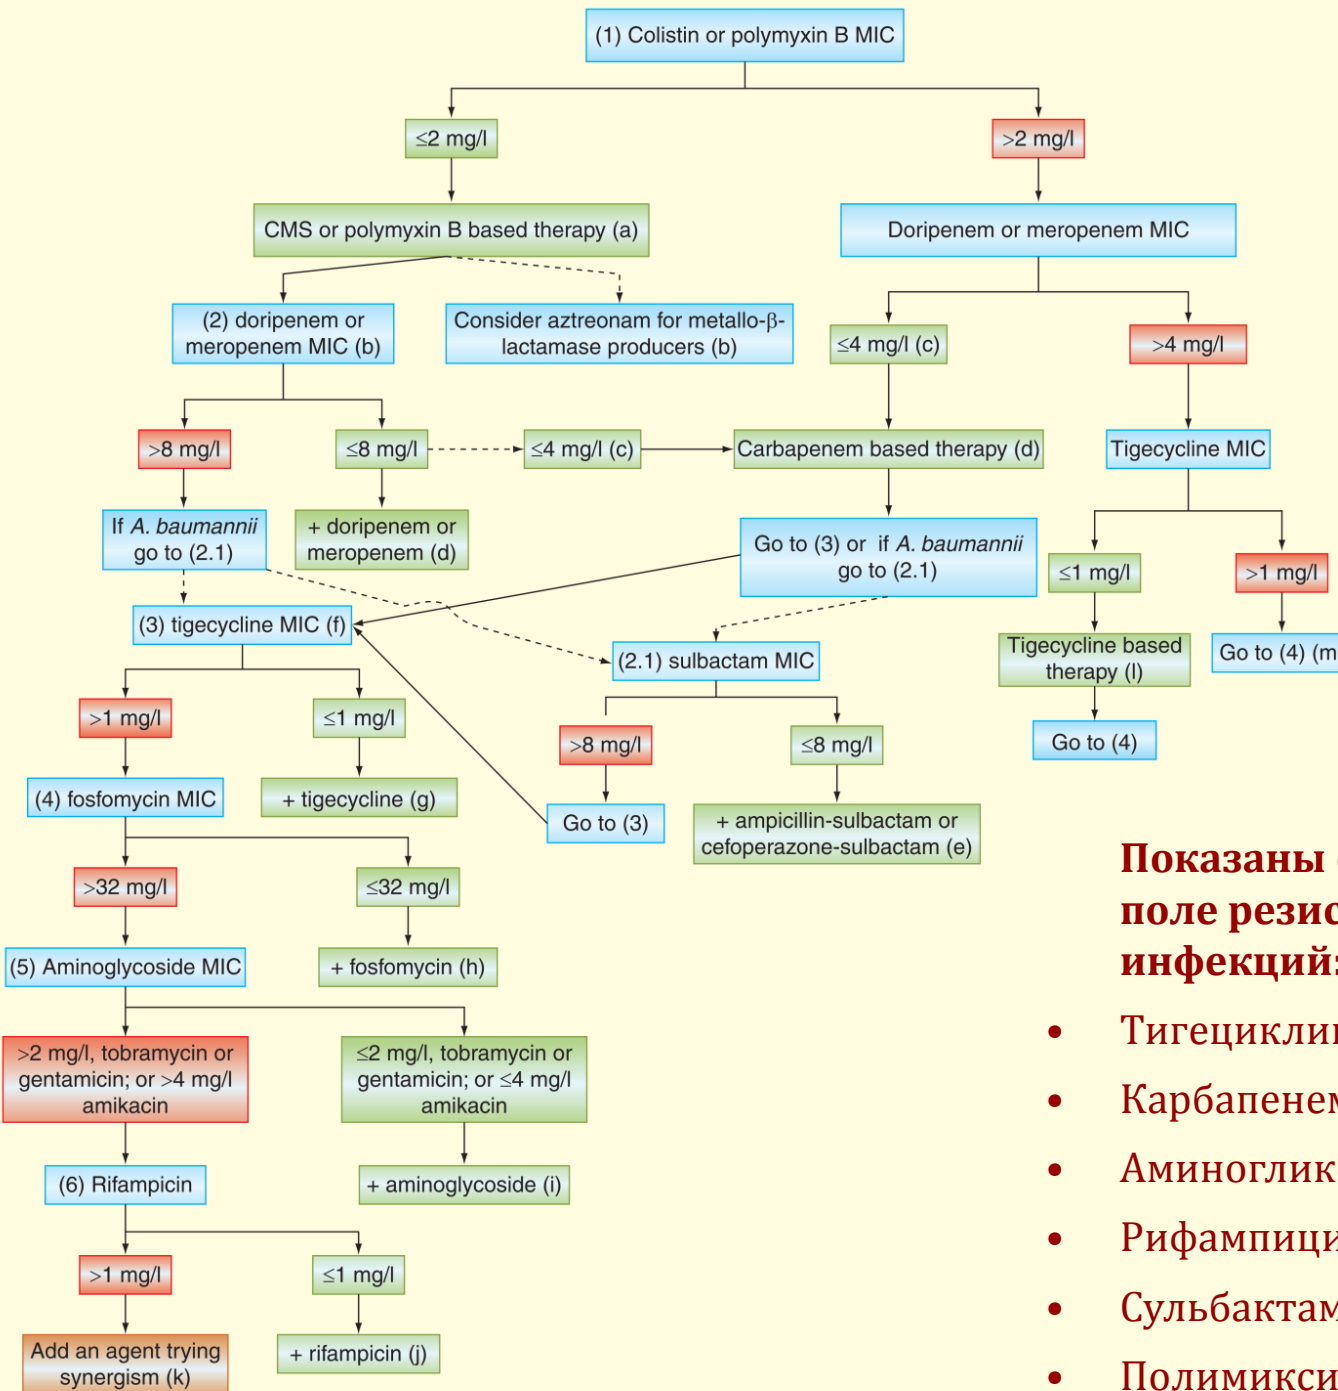 (1) Colistin or polymyxin B MIC
≤2 mg/l
>2 mg/l
CMS or polymyxin B based therapy (a)
Doripenem or meropenem MIC
(2) doripenem or
meropenem MIC (b)
Consider aztreonam for metallo-β-
lactamase producers (b)
≤4 mg/l (c)
>4 mg/l
>8 mg/l
≤8 mg/l
≤4 mg/l (c)
Carbapenem based therapy (d)
Tigecycline MIC
If A. baumannii
go to (2.1)
+ doripenem or
meropenem (d)
Go to (3) or if A. baumannii
go to (2.1)
≤1 mg/l
>1 mg/l
(3) tigecycline MIC (f)
(2.1) sulbactam MIC
Tigecycline based
therapy (l)
Go to (4) (m
>1 mg/l
≤1 mg/l
>8 mg/l
≤8 mg/l
Go to (4)
(4) fosfomycin MIC
+ tigecycline (g)
Go to (3)
+ ampicillin-sulbactam or
cefoperazone-sulbactam (e)
>32 mg/l
≤32 mg/l
(5) Aminoglycoside MIC
+ fosfomycin (h)
>2 mg/l, tobramycin or
gentamicin; or >4 mg/l
amikacin
≤2 mg/l, tobramycin or
gentamicin; or ≤4 mg/l
amikacin
(6) Rifampicin
+ aminoglycoside (i)
>1 mg/l
≤1 mg/l
Add an agent trying
synergism (k)
+ rifampicin (j)
Показаны
поле
инфекций:
• 
• 
• 
• 
• Сульбактам
•